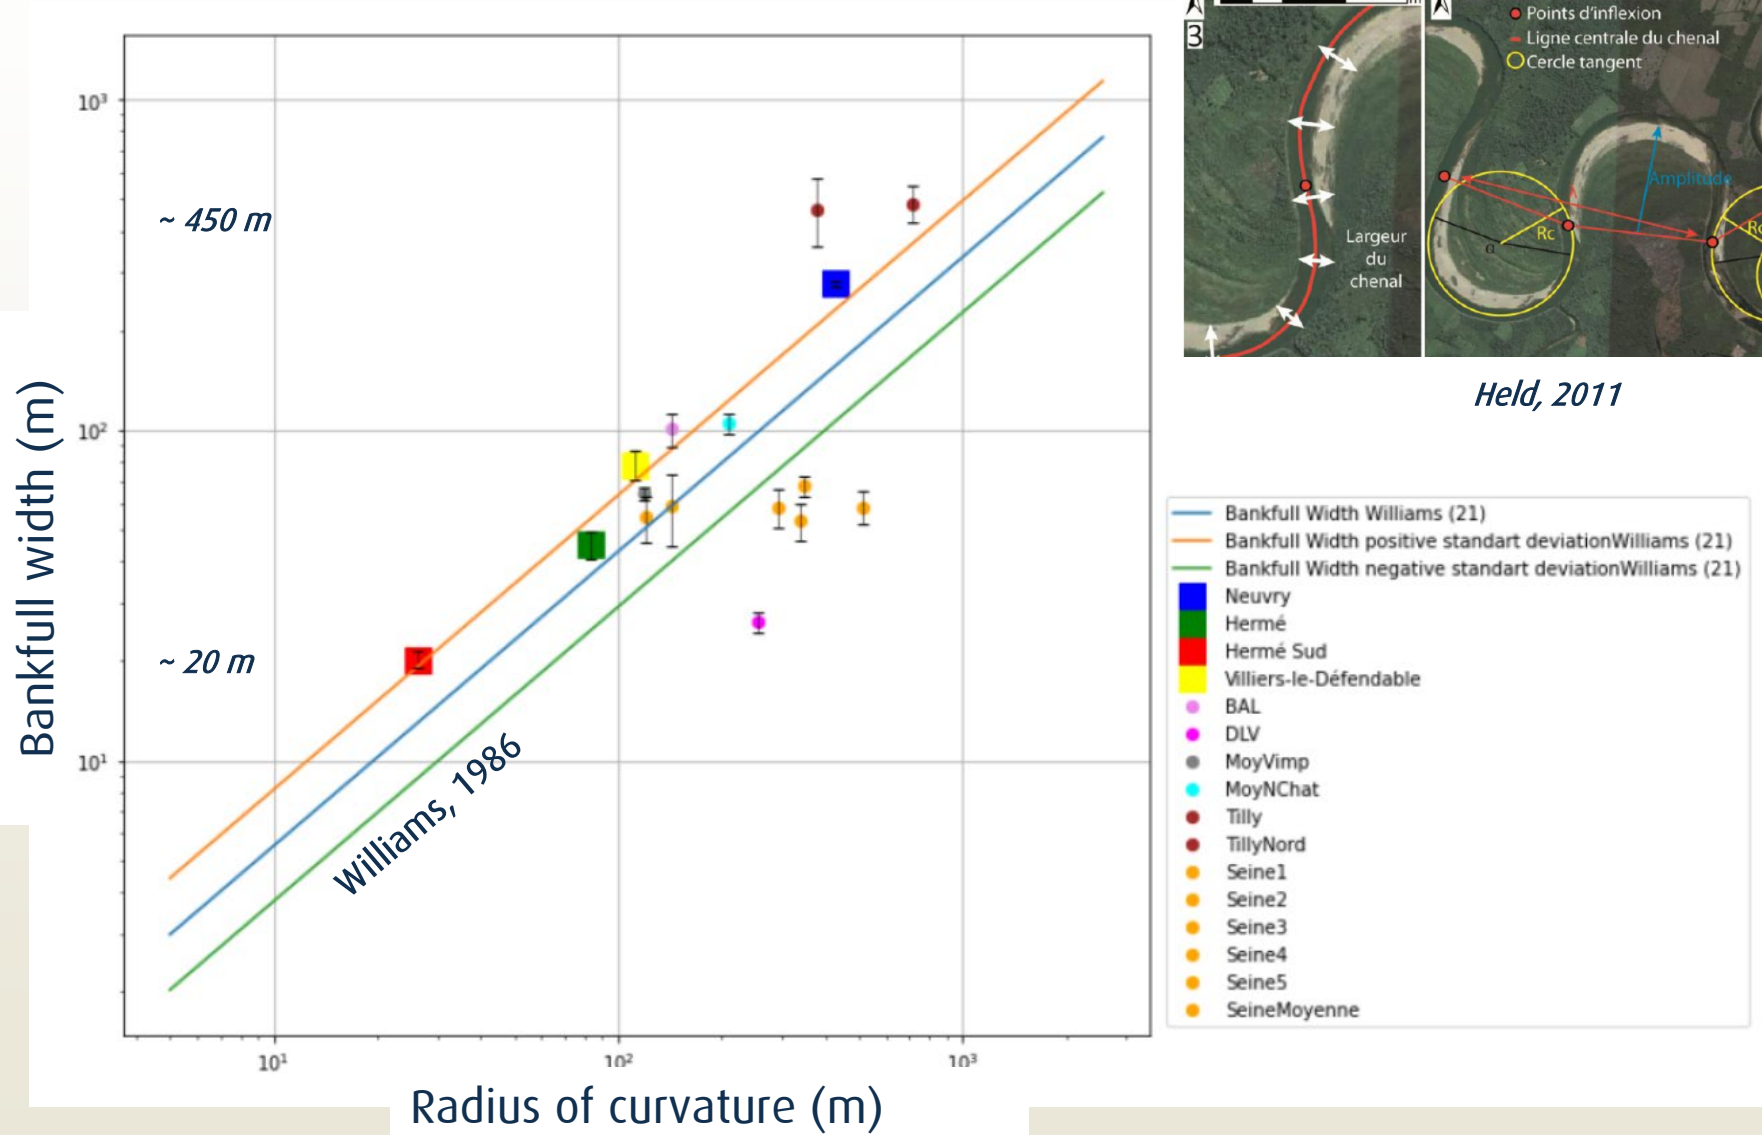 Bankfull width (m)
10³
10²
10¹
~ 450 m
~ 20 m
Williams, 1986
10¹
10²
10³
Radius of curvature (m)
3
m
Largeur
du
chenal
Points d'inflexion
Ligne centrale du chenal
Cercle tangent
Amplitude
λ
Rc
Rc
Held, 2011
Bankfull Width Williams (21)
Bankfull Width positive standart deviationWilliams (21)
Bankfull Width negative standart deviationWilliams (21)
Neuvry
Hermé
Hermé Sud
Villiers-le-Défendable
BAL
DLV
MoyVimp
MoyNChat
Tilly
TillyNord
Seine1
Seine2
Seine3
Seine4
Seine5
SeineMoyenne